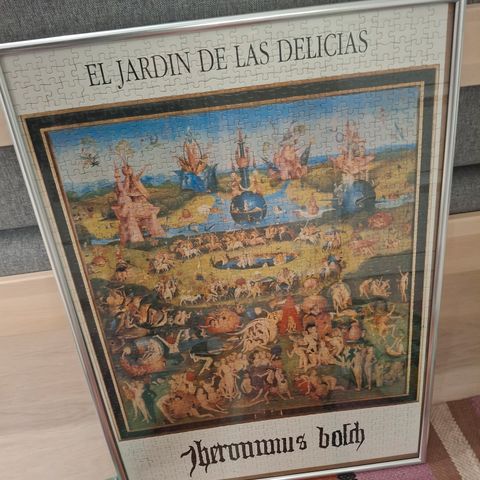 EL JARDIN DE LAS DELICIAS
Jheronimus bosch